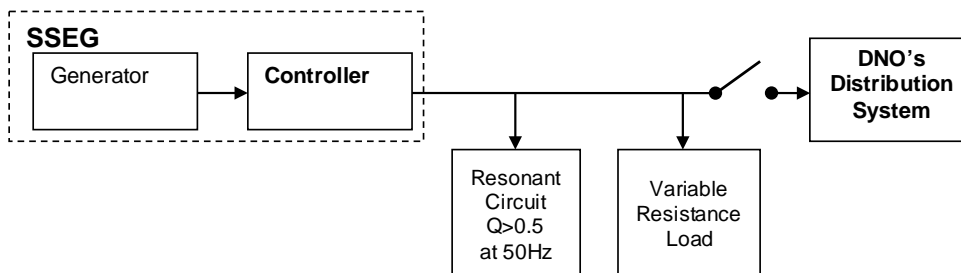 SSEG
Generator
Controller
DNO's
Distribution
System
Resonant
Circuit
Q>0.5
at 50Hz
Variable
Resistance
Load